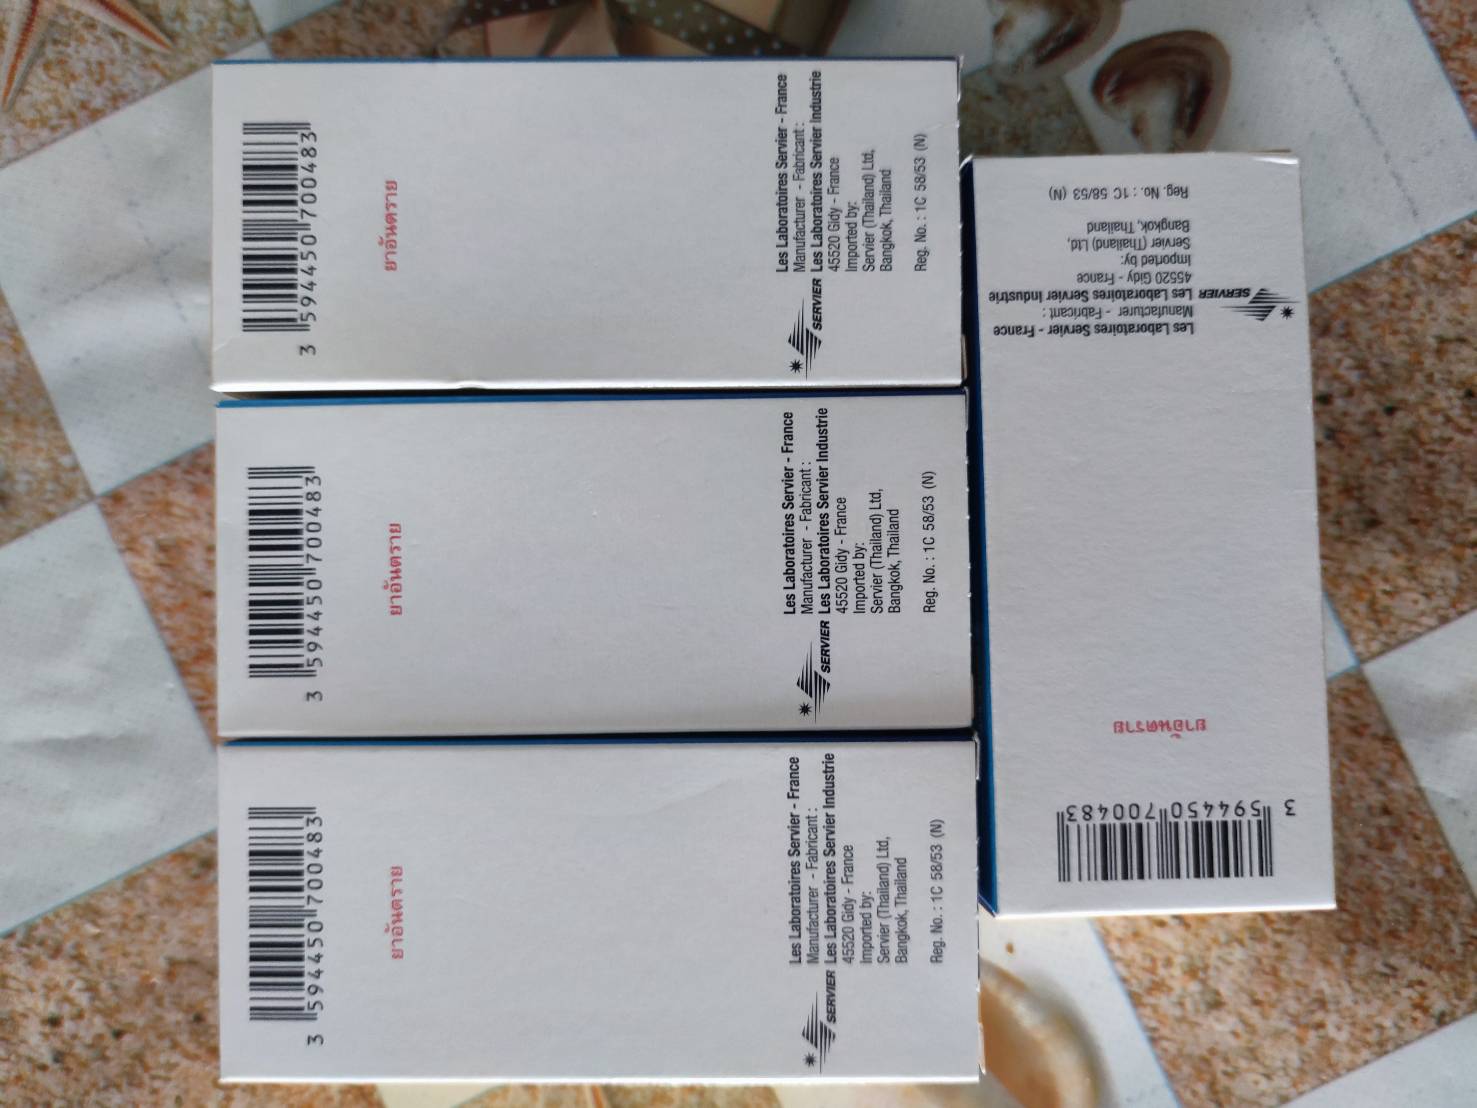 3 594450 700483
ยาอันตราย
Les Laboratoires Servier - France
Manufacturer - Fabricant :
SERVIER Les Laboratoires Servier Industrie
45520 Gidy - France
Imported by:
Servier (Thailand) Ltd,
Bangkok, Thailand
Reg. No. : 1C 58/53 (N)
3 594450 700483
ยาอันตราย
Les Laboratoires Servier - France
Manufacturer - Fabricant :
SERVIER Les Laboratoires Servier Industrie
45520 Gidy - France
Imported by:
Servier (Thailand) Ltd,
Bangkok, Thailand
Reg. No. : 1C 58/53 (N)
3 594450 700483
ยาอันตราย
Les Laboratoires Servier - France
Manufacturer - Fabricant :
SERVIER Les Laboratoires Servier Industrie
45520 Gidy - France
Imported by:
Servier (Thailand) Ltd,
Bangkok, Thailand
Reg. No. : 1C 58/53 (N)
3 594450 700483
ยาอันตราย
Les Laboratoires Servier - France
Manufacturer - Fabricant :
SERVIER Les Laboratoires Servier Industrie
45520 Gidy - France
Imported by:
Servier (Thailand) Ltd,
Bangkok, Thailand
Reg. No. : 1C 58/53 (N)